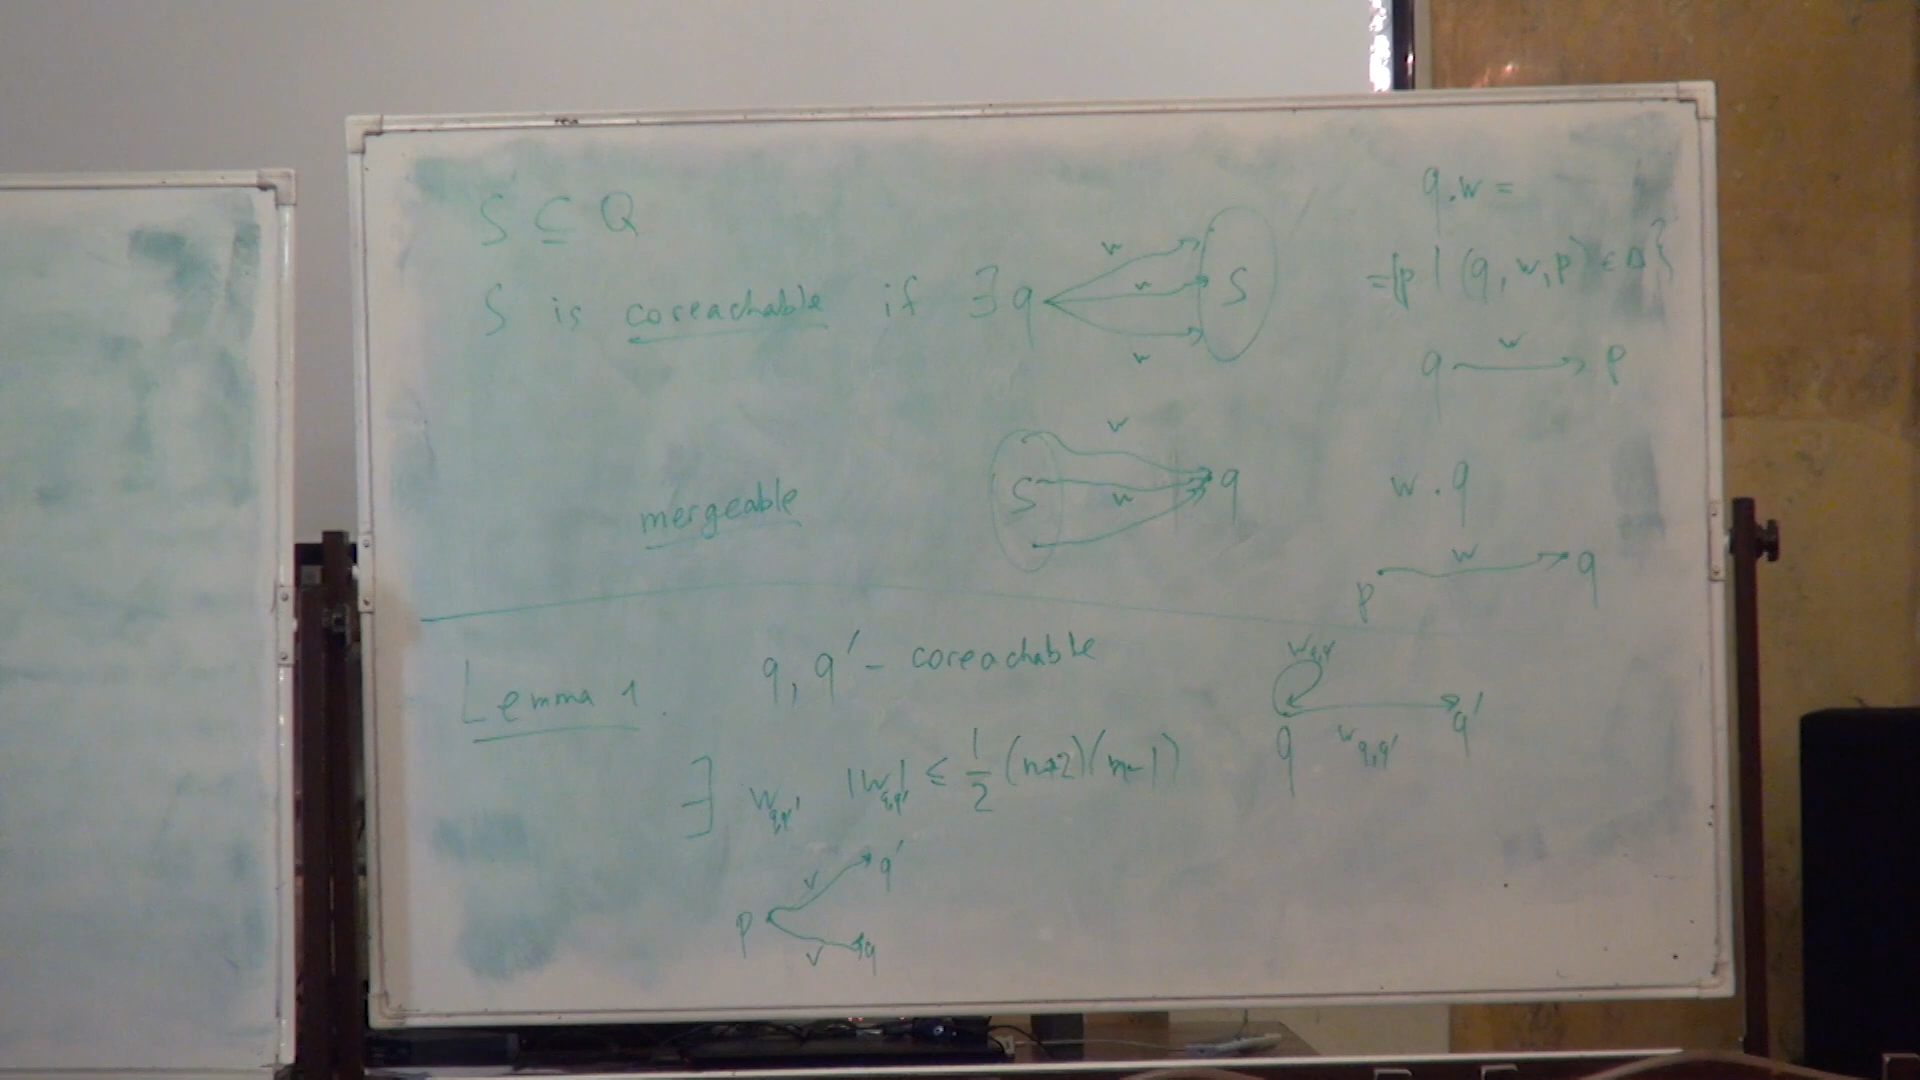 S ⊆ Q
S is coreachable if ∃ q
w
w
w
S
q.w =
={p | (q, w, p) ∈ Δ}
q w p
mergeable
S
w
w
q
w . q
p w q
Lemma 1. q, q' - coreachable
∃ w_{q,q'} |w_{q,q'}| ≤ 1/2 (n+2)(n-1)
w_{q,q'}
q w_{q,q'} q'
p
v q'
v q